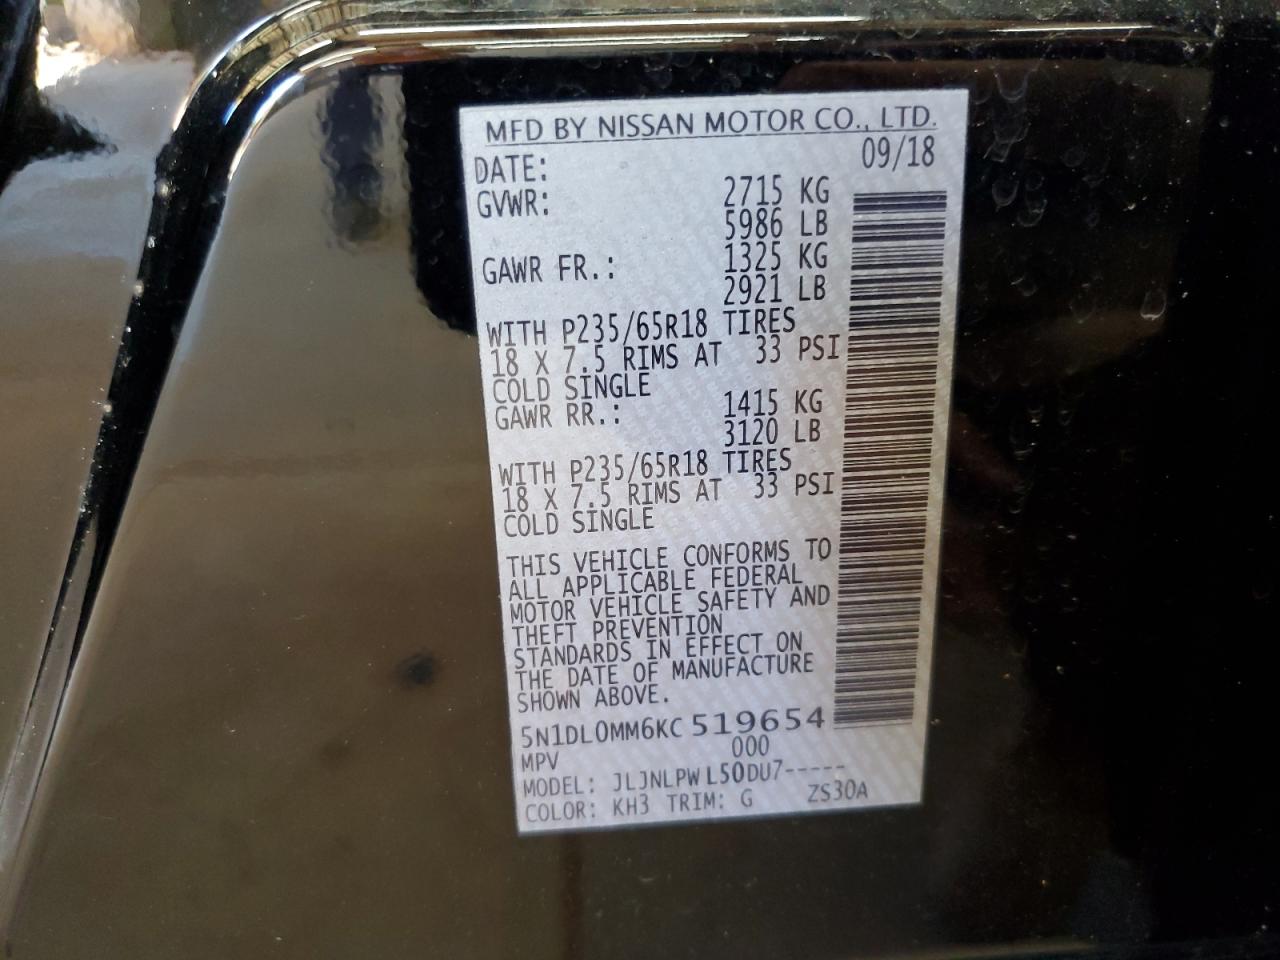 MFD BY NISSAN MOTOR CO., LTD.
DATE: 09/18
GVWR: 2715 KG
5986 LB
GAWR FR.: 1325 KG
2921 LB
WITH P235/65R18 TIRES
18 X 7.5 RIMS AT 33 PSI
COLD SINGLE
GAWR RR.: 1415 KG
3120 LB
WITH P235/65R18 TIRES
18 X 7.5 RIMS AT 33 PSI
COLD SINGLE
THIS VEHICLE CONFORMS TO
ALL APPLICABLE FEDERAL
MOTOR VEHICLE SAFETY AND
THEFT PREVENTION
STANDARDS IN EFFECT ON
THE DATE OF MANUFACTURE
SHOWN ABOVE.
5N1DL0MM6KC519654
MPV 000
MODEL: JLJNLPWL50DU7-----
COLOR: KH3 TRIM: G ZS30A